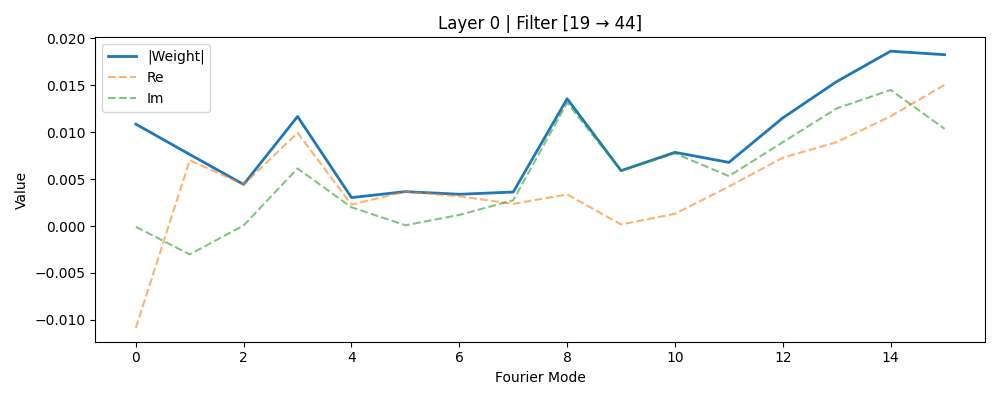 Layer 0 | Filter [19 → 44]
|Weight|
Re
Im
Value
0.020
0.015
0.010
0.005
0.000
−0.005
−0.010
0 2 4 6 8 10 12 14
Fourier Mode